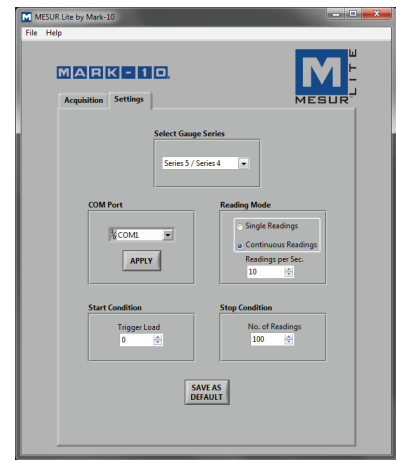 MESUR Lite by Mark-10
File Help
MARK-10
MESUR LITE
Acquisition Settings
Select Gauge Series
Series 5 / Series 4
COM Port
COM1
APPLY
Reading Mode
Single Readings
Continuous Readings
Readings per Sec.
10
Start Condition
Trigger Load
0
Stop Condition
No. of Readings
100
SAVE AS
DEFAULT